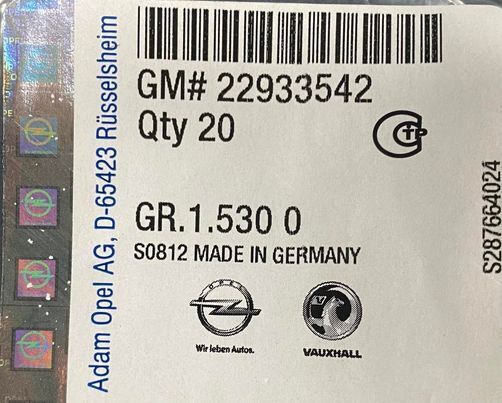 GM# 22933542
Qty 20
GR.1.530 0
S0812 MADE IN GERMANY
Wir leben Autos.
VAUXHALL
Adam Opel AG, D-65423 Rüsselsheim
S287664024